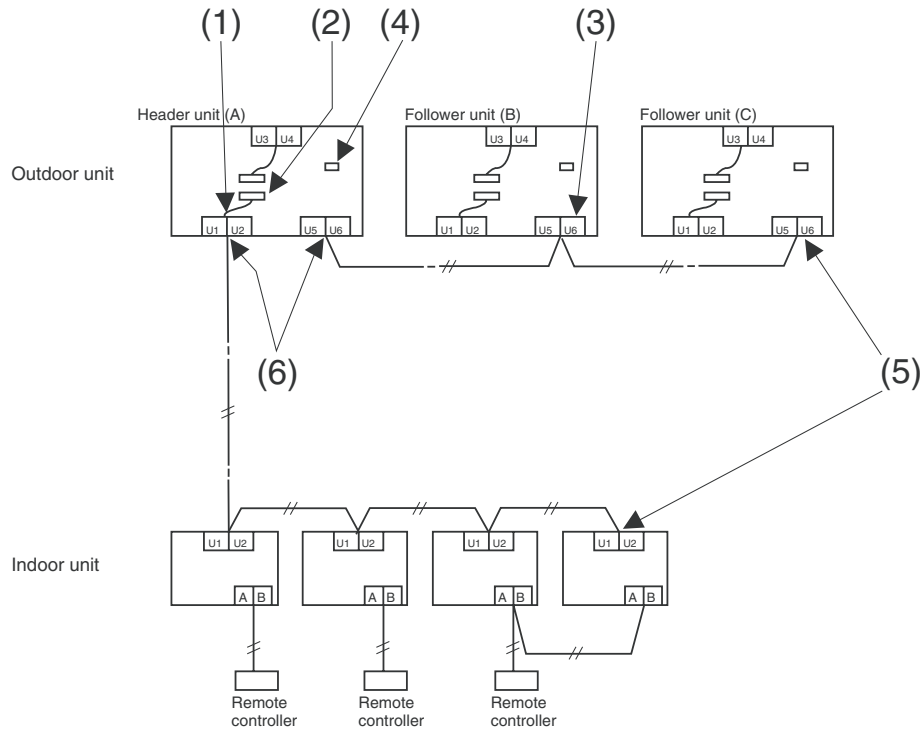 (1) (2) (4) (3)
Header unit (A) Follower unit (B) Follower unit (C)
U3 U4 U3 U4 U3 U4
Outdoor unit
U1 U2 U5 U6 U1 U2 U5 U6 U1 U2 U5 U6
(6) (5)
U1 U2 U1 U2 U1 U2 U1 U2
Indoor unit
A B A B A B A B
Remote controller
Remote controller
Remote controller